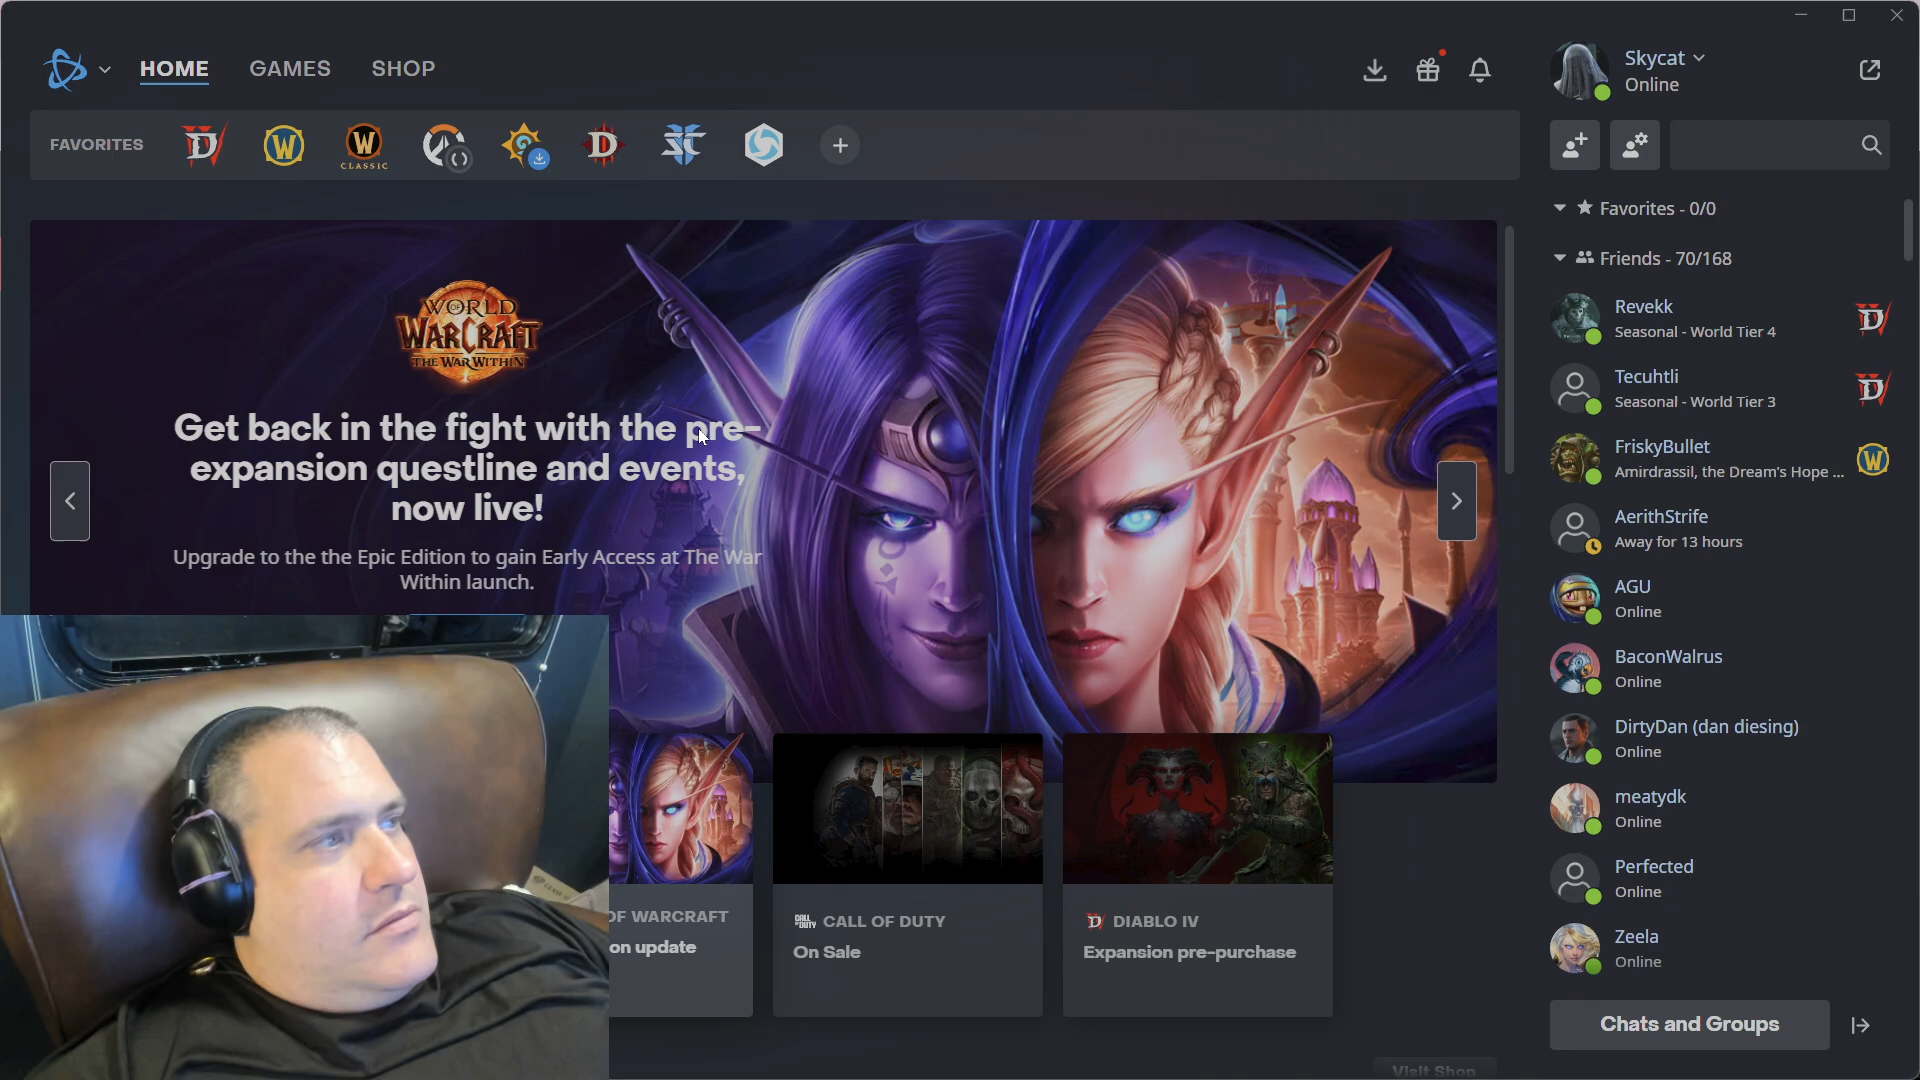 HOME
GAMES
SHOP
FAVORITES
CLASSIC
WORLD
OF
WARCRAFT
THE WAR WITHIN
Get back in the fight with the pre-
expansion questline and events,
now live!
Upgrade to the the Epic Edition to gain Early Access at The War
Within launch.
OF WARCRAFT
on update
CALL OF DUTY
CALL OF DUTY
On Sale
DIABLO IV
Expansion pre-purchase
Visit Shop
Skycat
Online
Favorites - 0/0
Friends - 70/168
Revekk
Seasonal - World Tier 4
Tecuhtli
Seasonal - World Tier 3
FriskyBullet
Amirdrassil, the Dream's Hope ...
AerithStrife
Away for 13 hours
AGU
Online
BaconWalrus
Online
DirtyDan (dan diesing)
Online
meatydk
Online
Perfected
Online
Zeela
Online
Chats and Groups